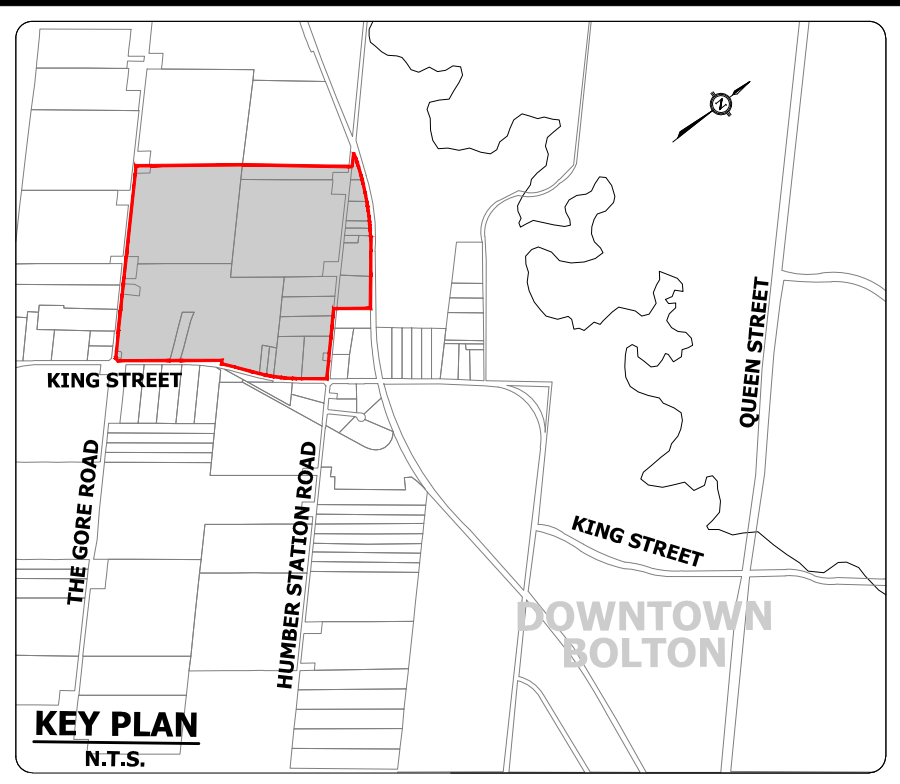 N
KING STREET
QUEEN STREET
THE GORE ROAD
HUMBER STATION ROAD
KING STREET
DOWNTOWN
BOLTON
KEY PLAN
N.T.S.